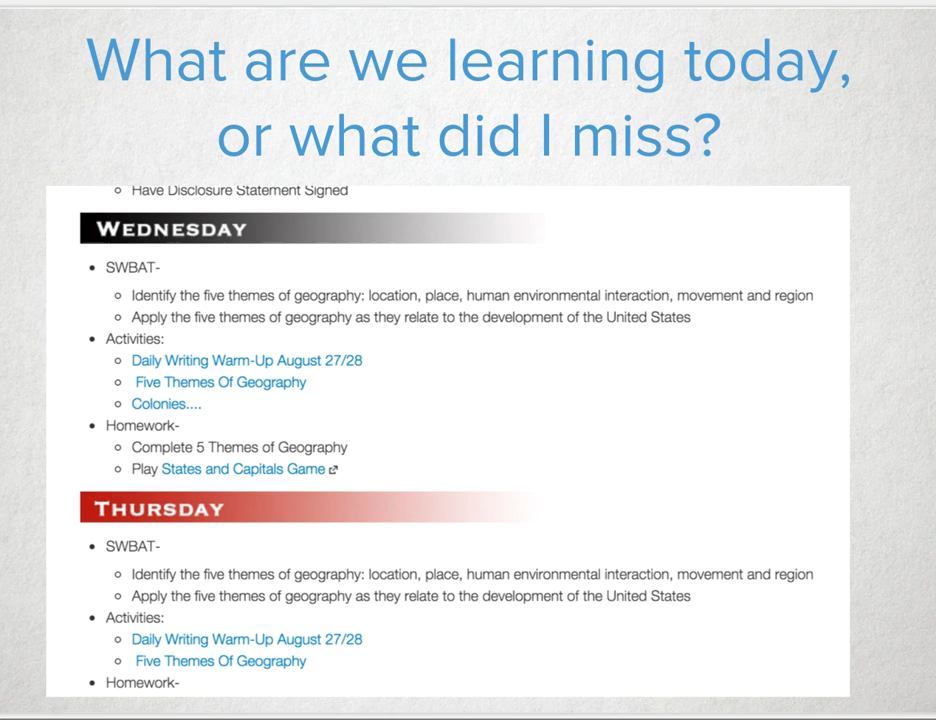 What are we learning today,
or what did I miss?
Have Disclosure Statement Signed
WEDNESDAY
SWBAT-
Identify the five themes of geography: location, place, human environmental interaction, movement and region
Apply the five themes of geography as they relate to the development of the United States
Activities:
Daily Writing Warm-Up August 27/28
Five Themes Of Geography
Colonies....
Homework-
Complete 5 Themes of Geography
Play States and Capitals Game
THURSDAY
SWBAT-
Identify the five themes of geography: location, place, human environmental interaction, movement and region
Apply the five themes of geography as they relate to the development of the United States
Activities:
Daily Writing Warm-Up August 27/28
Five Themes Of Geography
Homework-